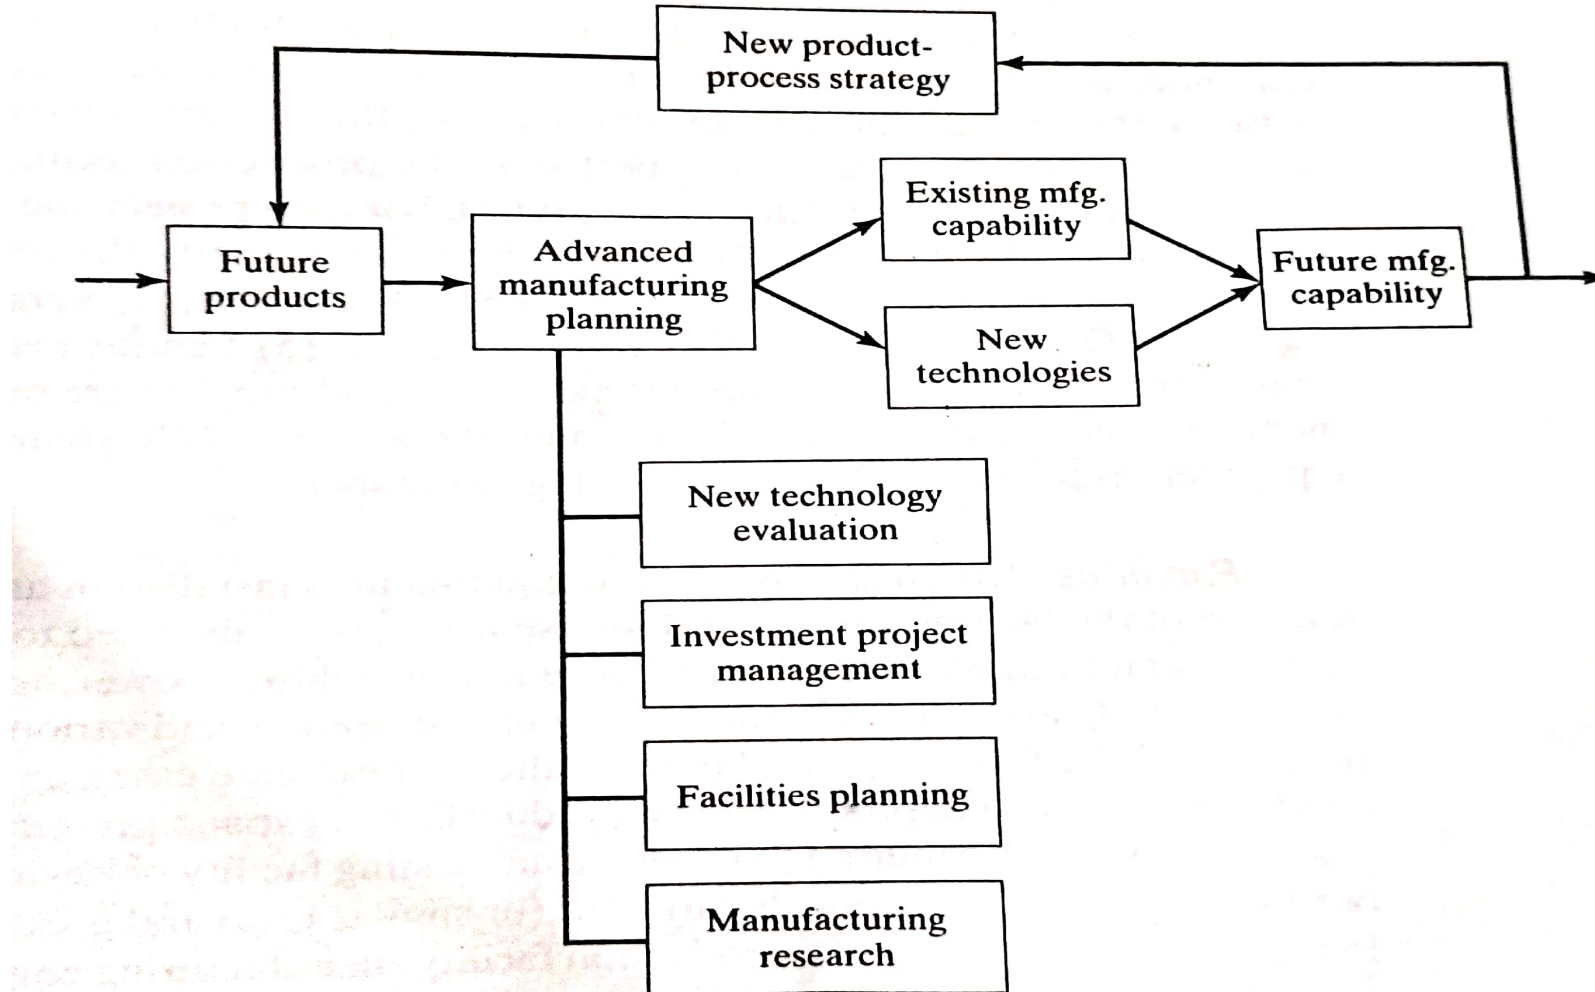 New product-
process strategy
Existing mfg.
capability
Future
products
Advanced
manufacturing
planning
Future mfg.
capability
New
technologies
New technology
evaluation
Investment project
management
Facilities planning
Manufacturing
research